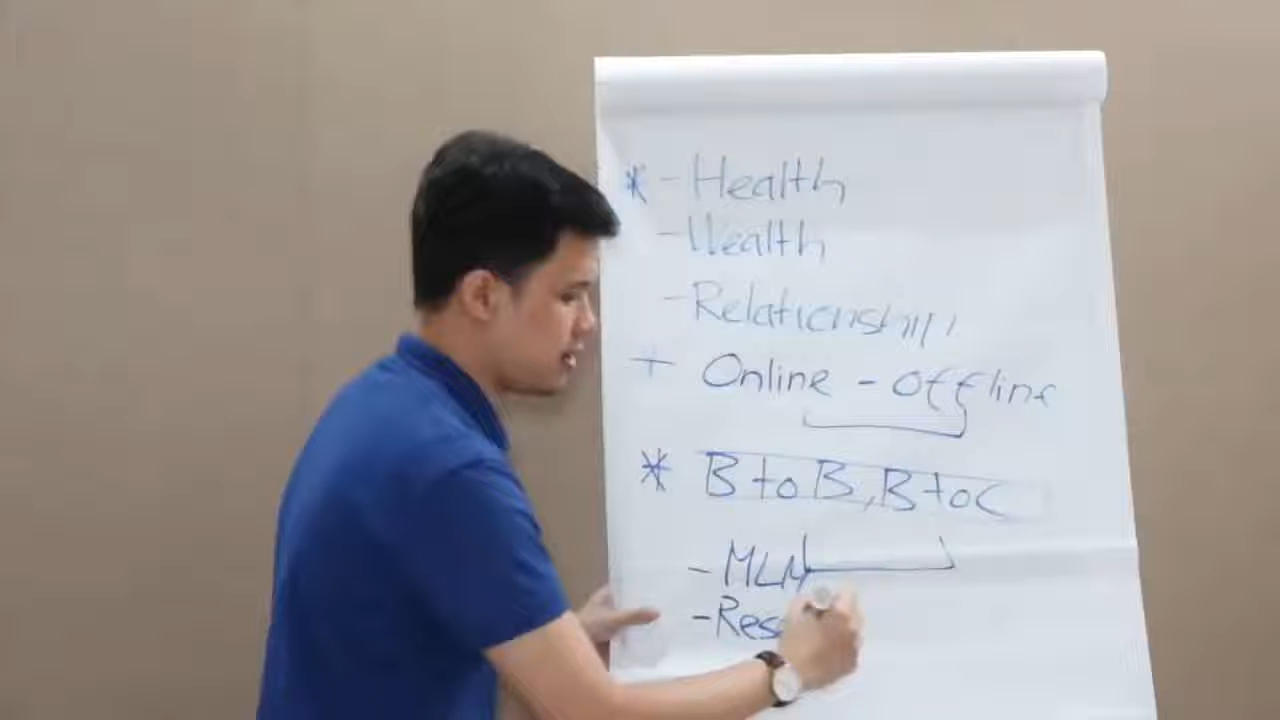 * - Health
- Wealth
- Relationship
+ Online - Offline
* B to B, B to C
- MLM
- Res